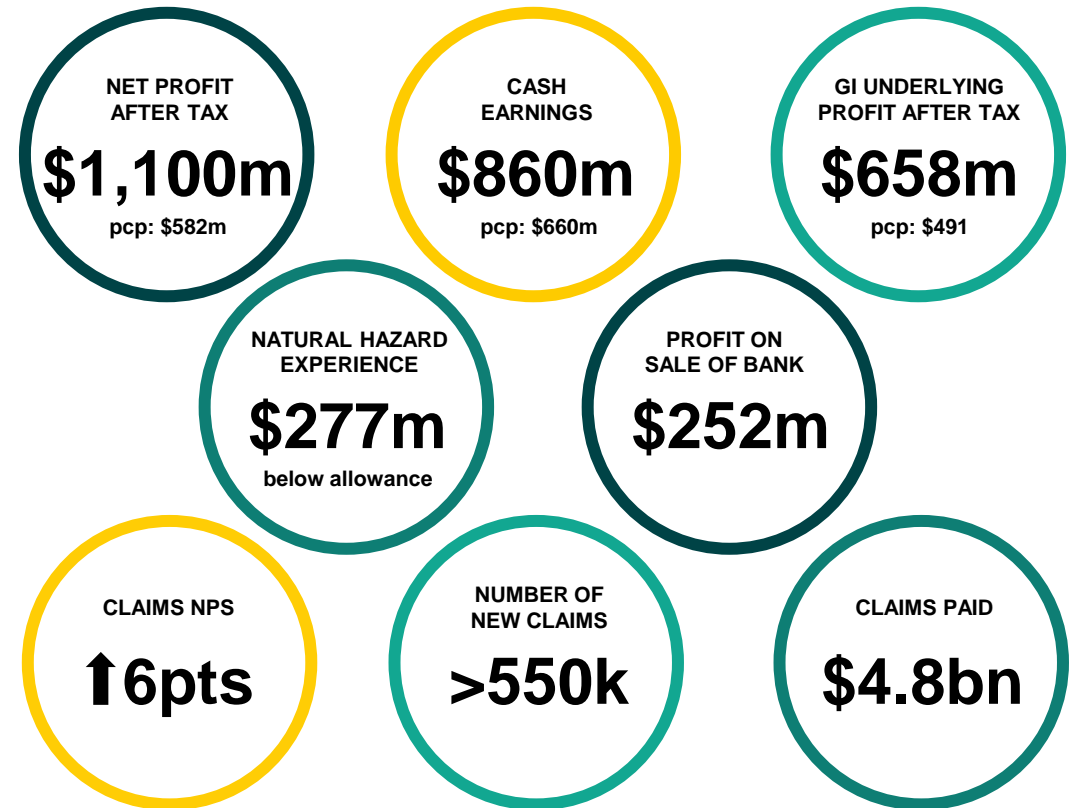 NET PROFIT
AFTER TAX
$1,100m
pcp: $582m
CASH
EARNINGS
$860m
pcp: $660m
GI UNDERLYING
PROFIT AFTER TAX
$658m
pcp: $491
NATURAL HAZARD
EXPERIENCE
$277m
below allowance
PROFIT ON
SALE OF BANK
$252m
CLAIMS NPS
⬆6pts
NUMBER OF
NEW CLAIMS
>550k
CLAIMS PAID
$4.8bn